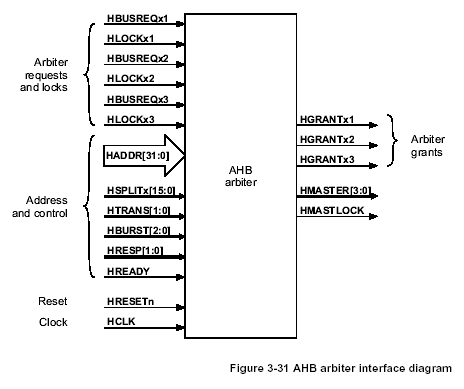 HBUSREQx1
HLOCKx1
Arbiter
requests
and locks
HBUSREQx2
HLOCKx2
HBUSREQx3
HLOCKx3
HADDR[31:0]
Address
and control
HSPLITx[15:0]
HTRANS[1:0]
HBURST[2:0]
HRESP[1:0]
HREADY
Reset
HRESETn
Clock
HCLK
AHB
arbiter
HGRANTx1
HGRANTx2
HGRANTx3
Arbiter
grants
HMASTER[3:0]
HMASTLOCK
Figure 3-31 AHB arbiter interface diagram